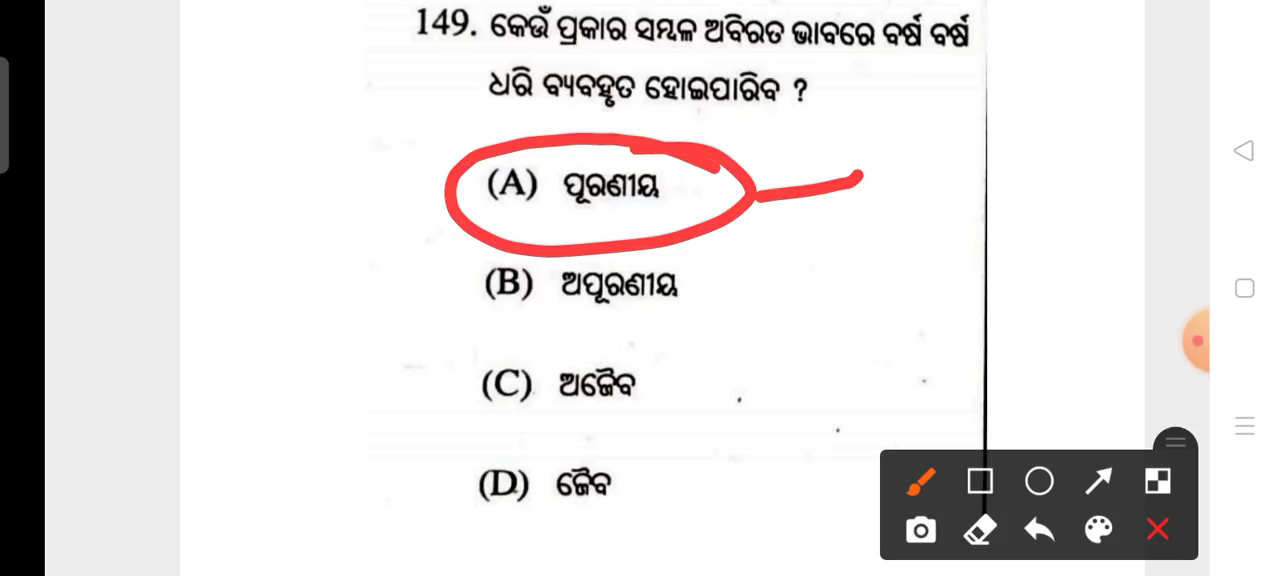 149. କେଉଁ ପ୍ରକାର ସମ୍ବଳ ଅବିରତ ଭାବରେ ବର୍ଷ ବର୍ଷ
ଧରି ବ୍ୟବହୃତ ହୋଇପାରିବ ?
(A) ପୂରଣୀୟ
(B) ଅପୂରଣୀୟ
(C) ଅଜୈବ
(D) ଜୈବ